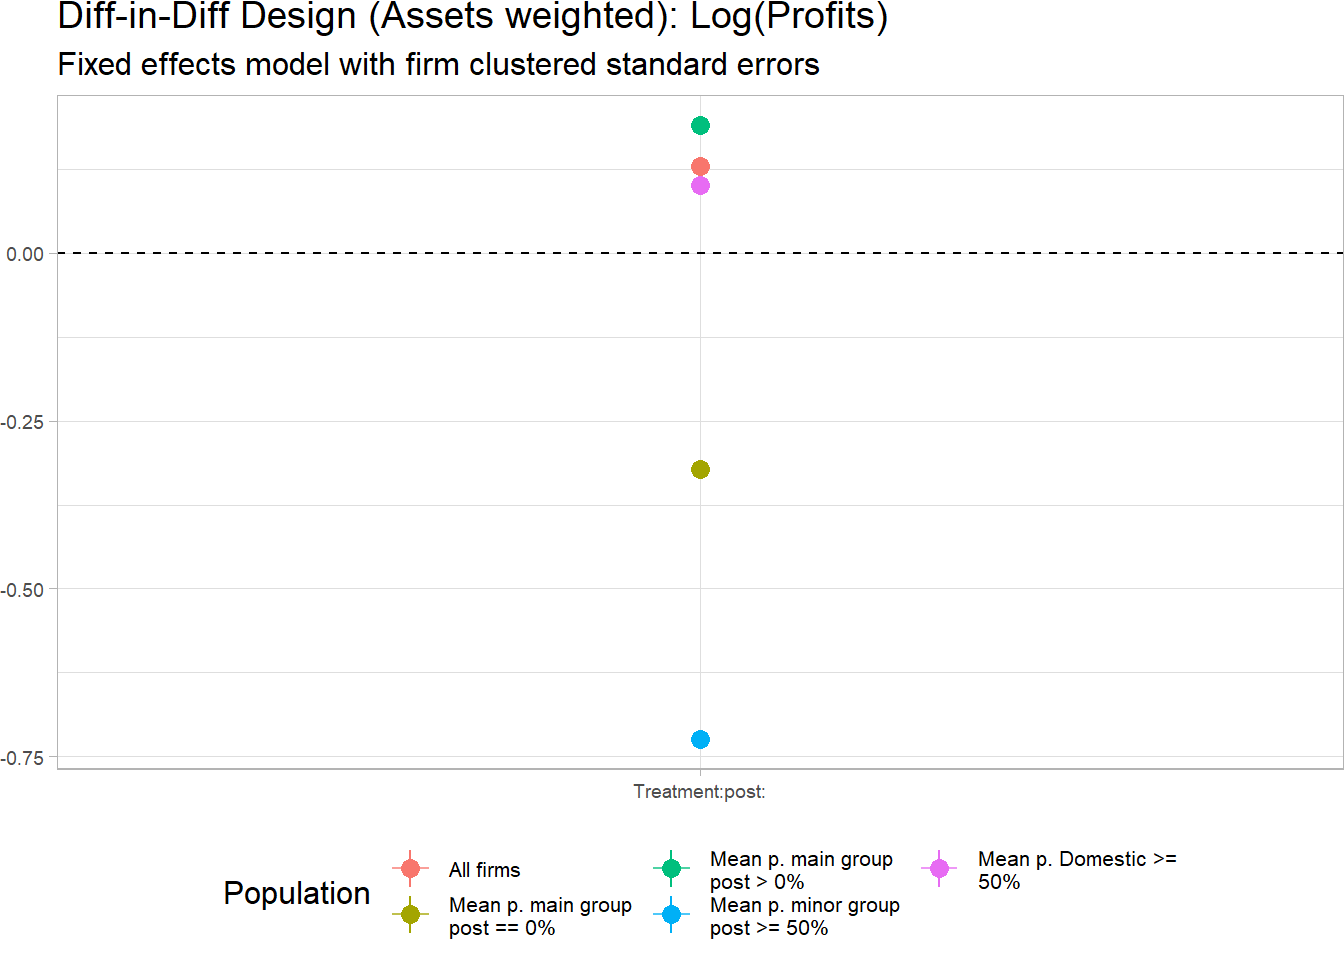 Diff-in-Diff Design (Assets weighted): Log(Profits)
Fixed effects model with firm clustered standard errors
0.00
-0.25
-0.50
-0.75
Treatment:post:
Population
All firms
Mean p. main group
post == 0%
Mean p. main group
post > 0%
Mean p. minor group
post >= 50%
Mean p. Domestic >=
50%